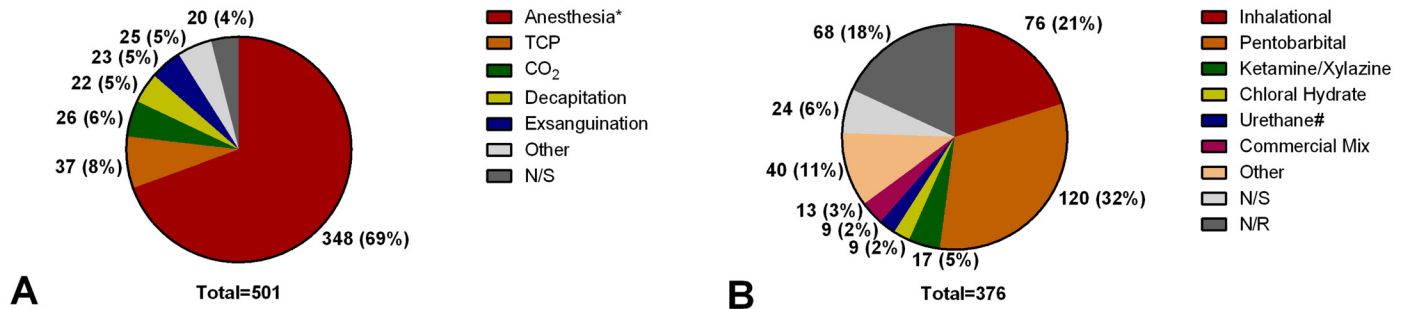 20 (4%)
25 (5%)
23 (5%)
22 (5%)
26 (6%)
37 (8%)
348 (69%)
Total=501
A
Anesthesia*
TCP
CO₂
Decapitation
Exsanguination
Other
N/S
76 (21%)
68 (18%)
24 (6%)
40 (11%)
13 (3%)
9 (2%)
9 (2%)
17 (5%)
120 (32%)
Total=376
B
Inhalational
Pentobarbital
Ketamine/Xylazine
Chloral Hydrate
Urethane#
Commercial Mix
Other
N/S
N/R